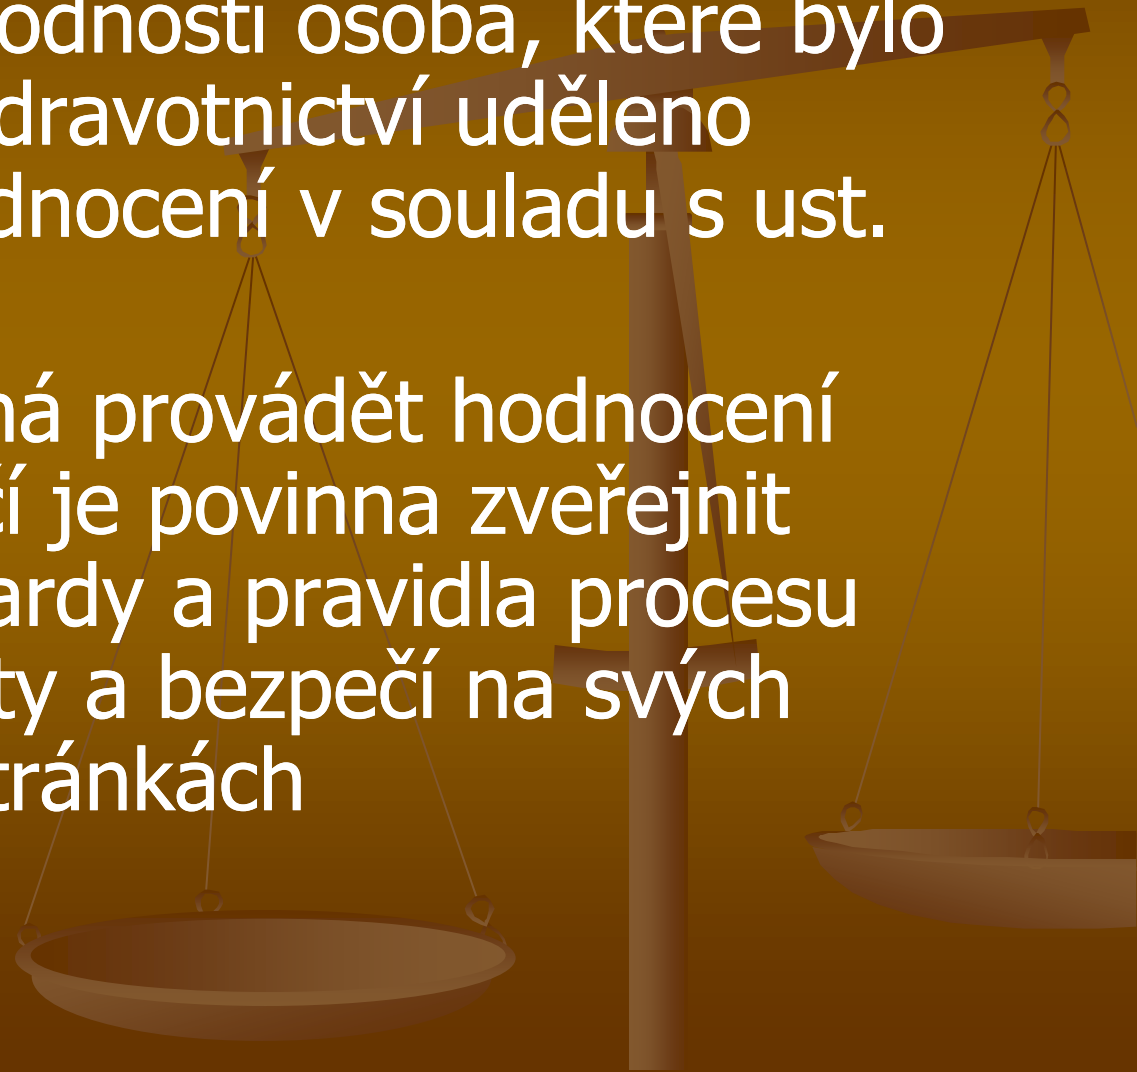 odnosti osoba, které bylo
dravotnictví uděleno
dnocení v souladu s ust.
ná provádět hodnocení
čí je povinna zveřejnit
ardy a pravidla procesu
ty a bezpečí na svých
tránkách